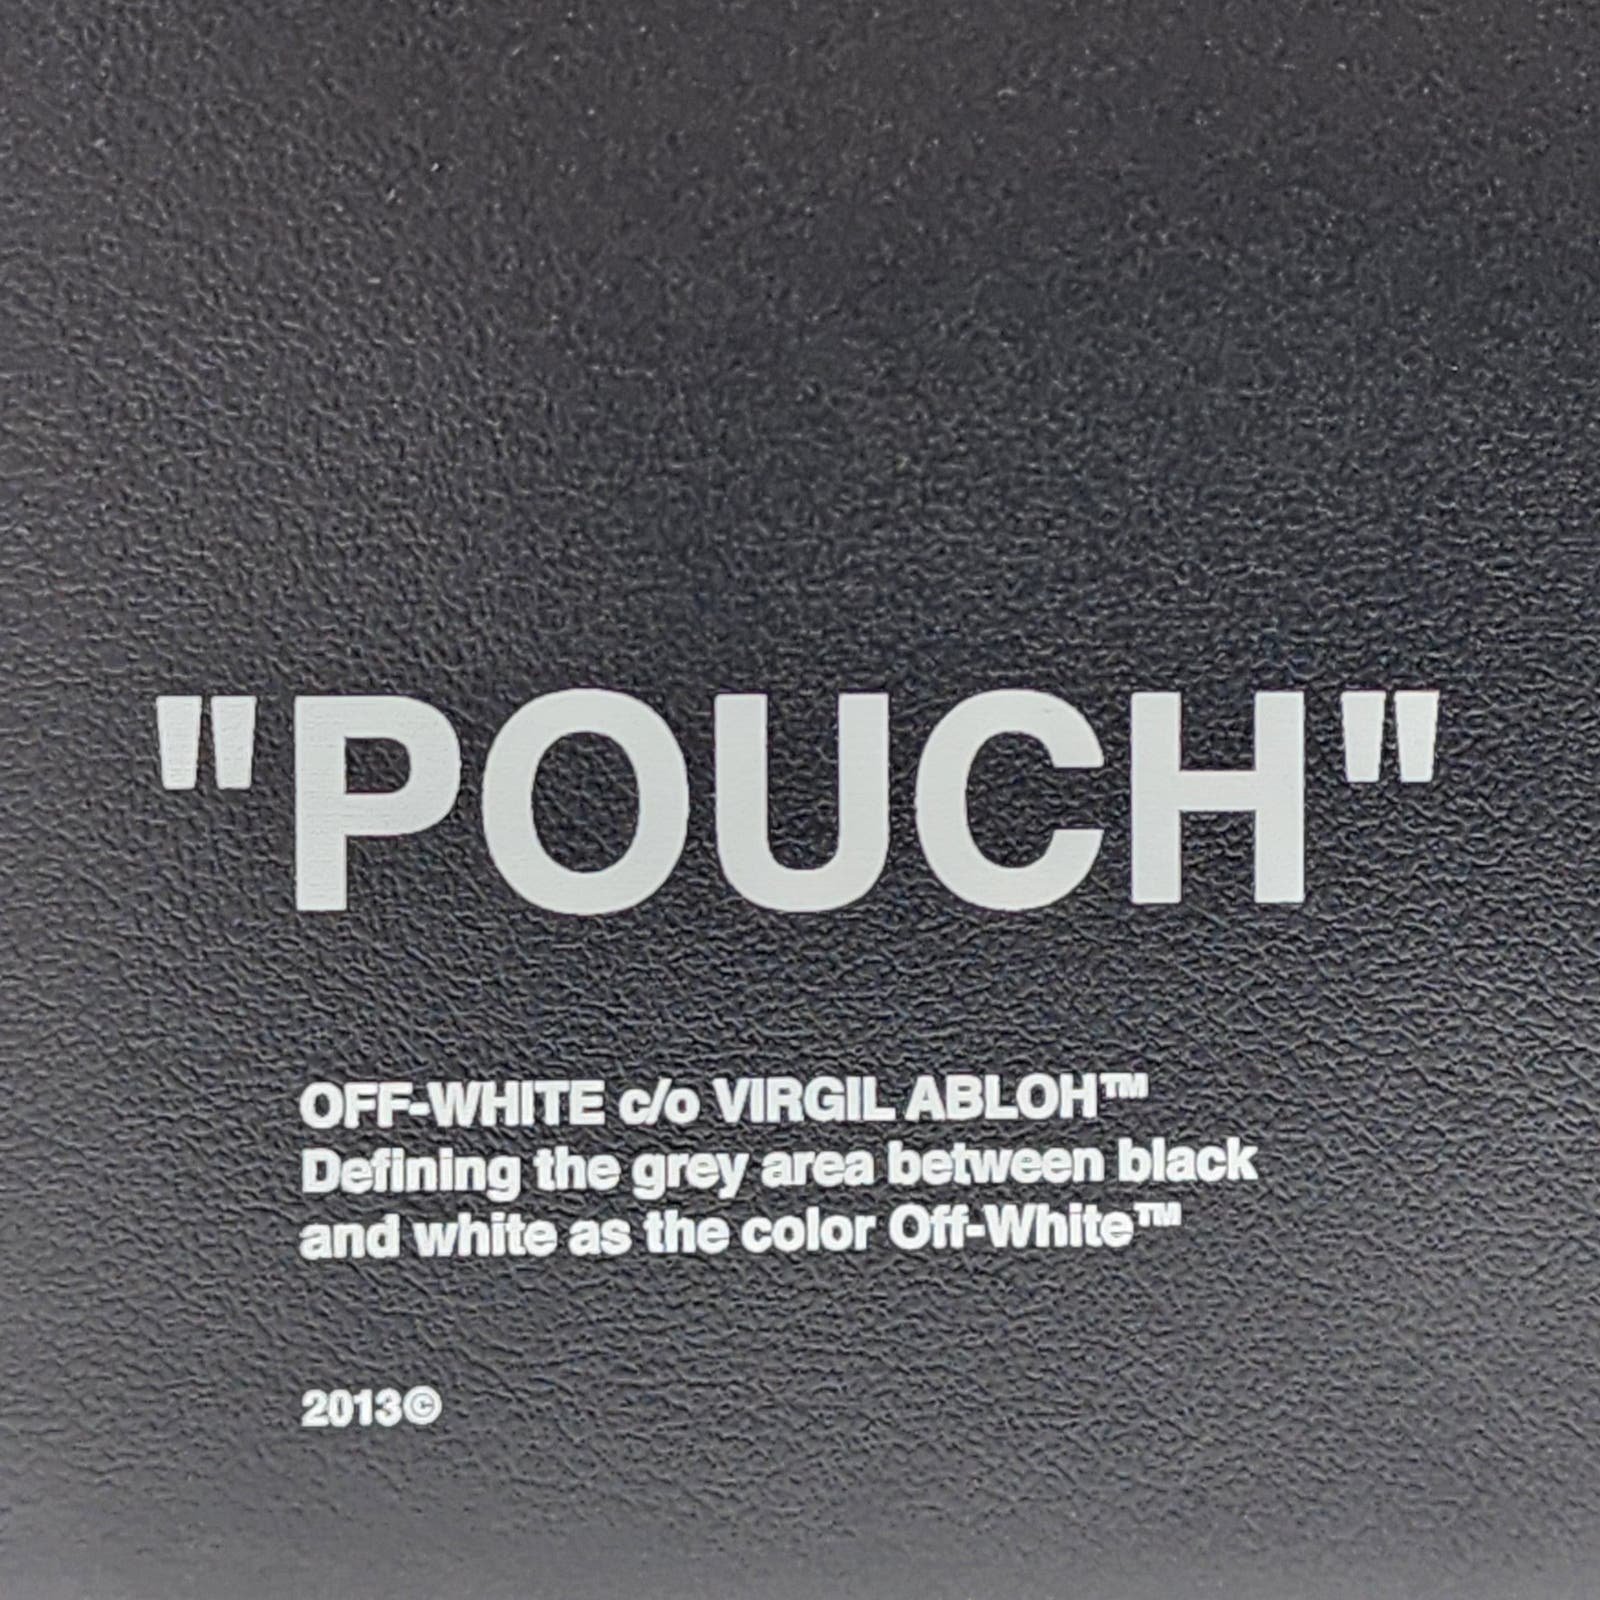 "POUCH"
OFF-WHITE c/o VIRGIL ABLOH™
Defining the grey area between black
and white as the color Off-White™
2013©